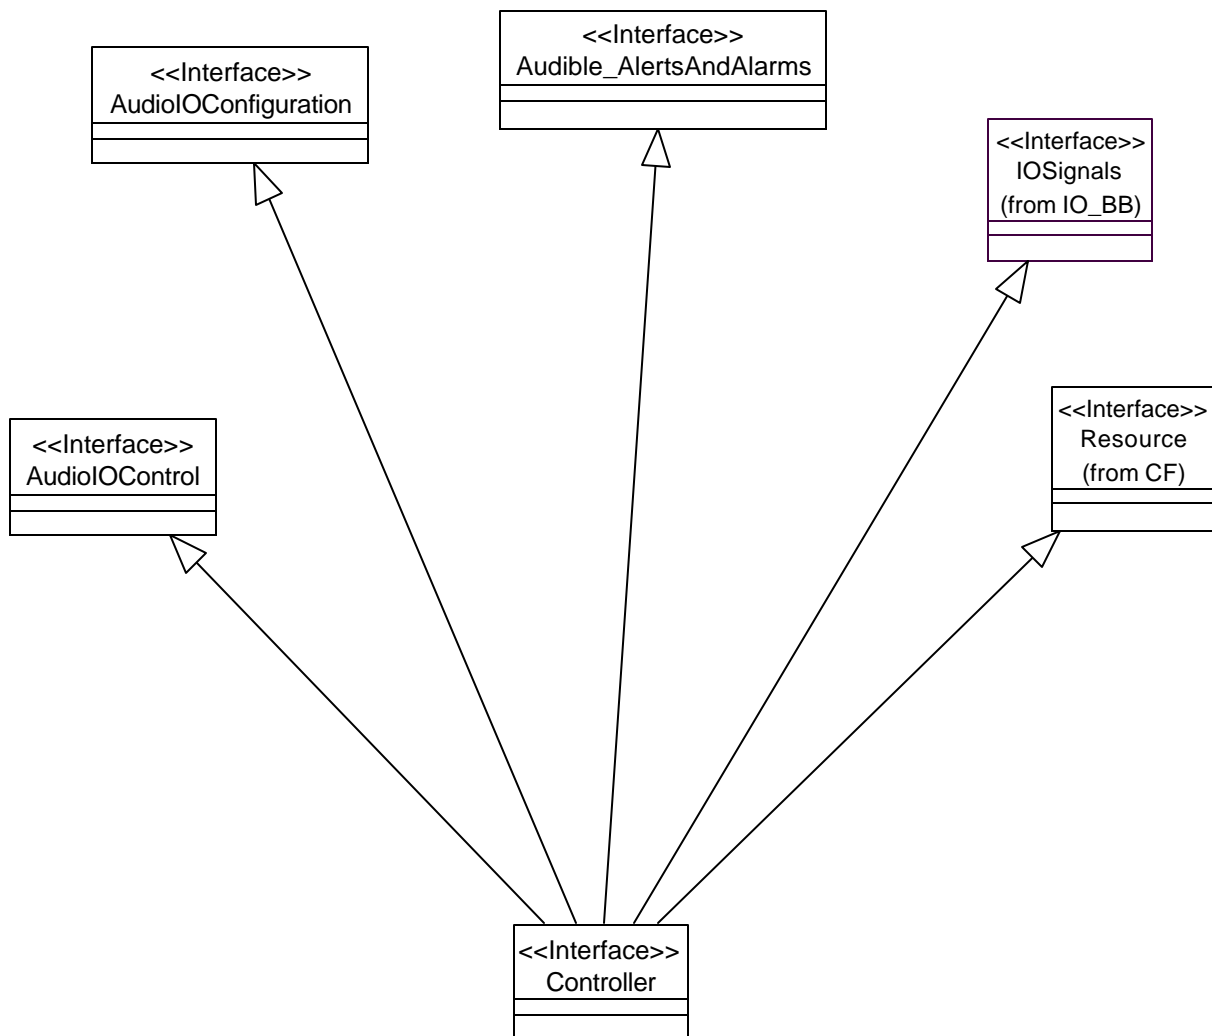 <<Interface>>
Audible_AlertsAndAlarms
<<Interface>>
AudioIOConfiguration
<<Interface>>
IOSignals
(from IO_BB)
<<Interface>>
Resource
(from CF)
<<Interface>>
AudioIOControl
<<Interface>>
Controller